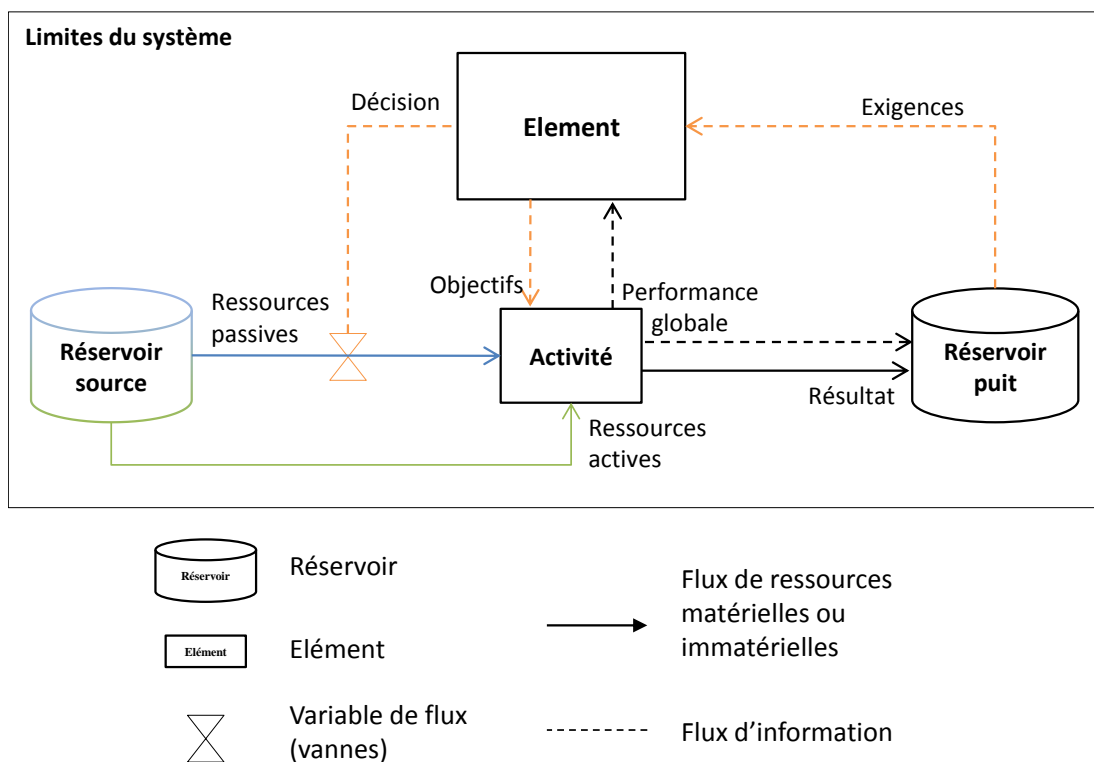 Limites du système
Décision
Element
Exigences
Objectifs
Performance
globale
Ressources
passives
Réservoir
source
Activité
Réservoir
puit
Résultat
Ressources
actives
Réservoir
Réservoir
Flux de ressources
matérielles ou
immatérielles
Elément
Elément
Variable de flux
(vannes)
Flux d’information